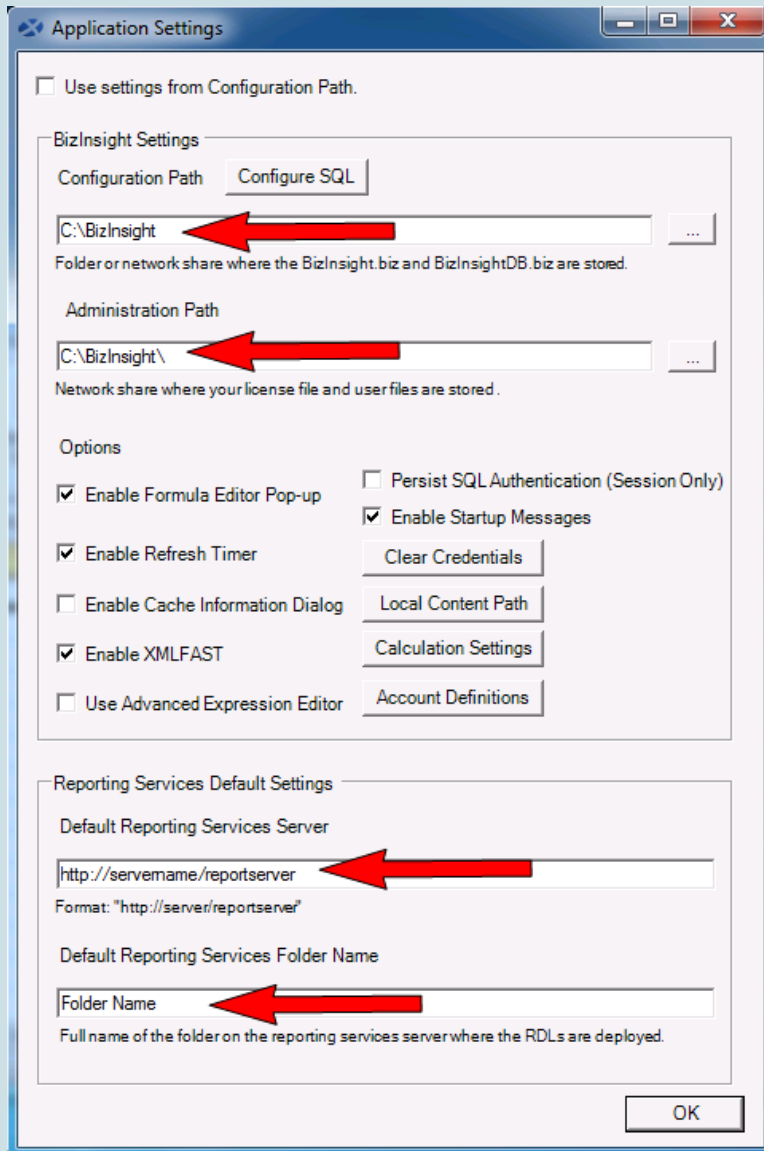 Application Settings
Use settings from Configuration Path.
BizInsight Settings
Configuration Path
Configure SQL
C:\BizInsight
...
Folder or network share where the BizInsight.biz and BizInsightDB.biz are stored.
Administration Path
C:\BizInsight\
...
Network share where your license file and user files are stored .
Options
Persist SQL Authentication (Session Only)
Enable Formula Editor Pop-up
Enable Startup Messages
Enable Refresh Timer
Clear Credentials
Enable Cache Information Dialog
Local Content Path
Enable XMLFAST
Calculation Settings
Use Advanced Expression Editor
Account Definitions
Reporting Services Default Settings
Default Reporting Services Server
http://servername/reportserver
Format: "http://server/reportserver"
Default Reporting Services Folder Name
Folder Name
Full name of the folder on the reporting services server where the RDLs are deployed.
OK